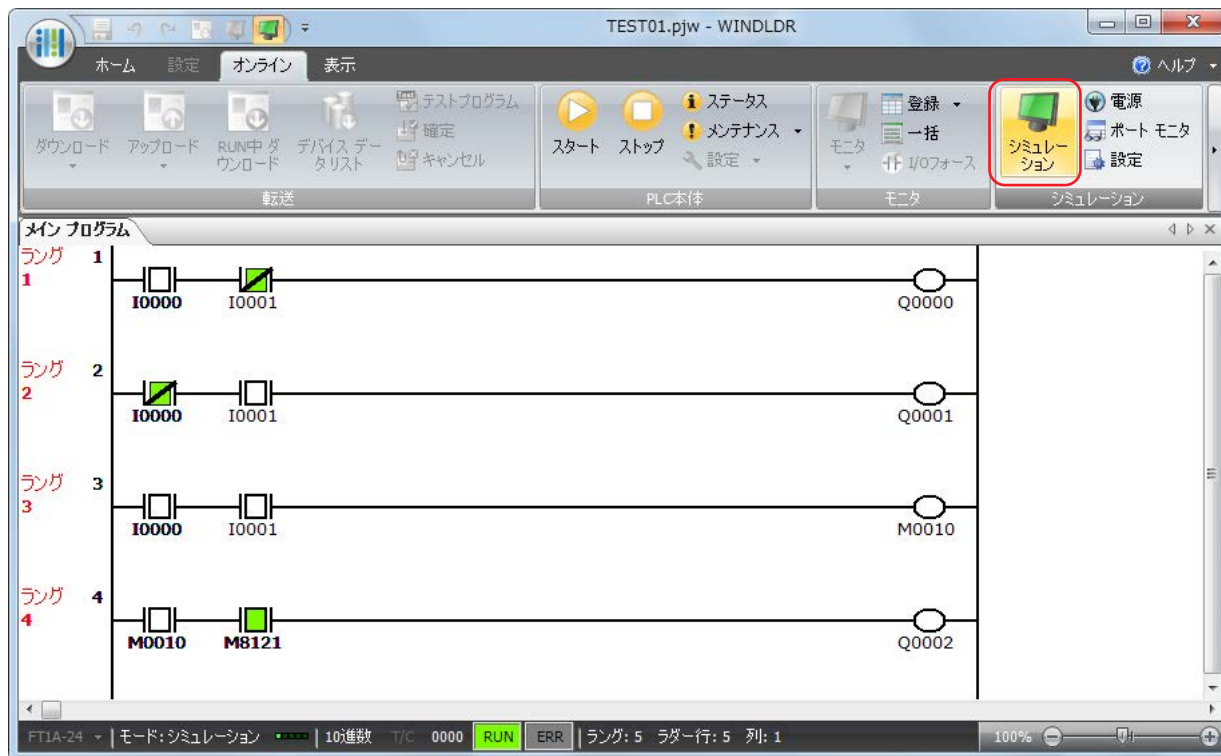 TEST01.pjw - WINDLDR
ホーム 設定 オンライン 表示 ヘルプ
ダウンロード アップロード RUN中 ダウンロード デバイス データリスト
テストプログラム
確定
キャンセル
転送
スタート ストップ
ステータス
メンテナンス
設定
PLC本体
モニタ
登録
一括
I/Oフォース
モニタ
シミュレーション
電源
ポート モニタ
設定
シミュレーション
メイン プログラム
ラング 1
1
I0000 I0001 Q0000
ラング 2
2
I0000 I0001 Q0001
ラング 3
3
I0000 I0001 M0010
ラング 4
4
M0010 M8121 Q0002
FT1A-24 モード:シミュレーション 10進数 T/C 0000 RUN ERR ラング: 5 ラダー行: 5 列: 1 100%